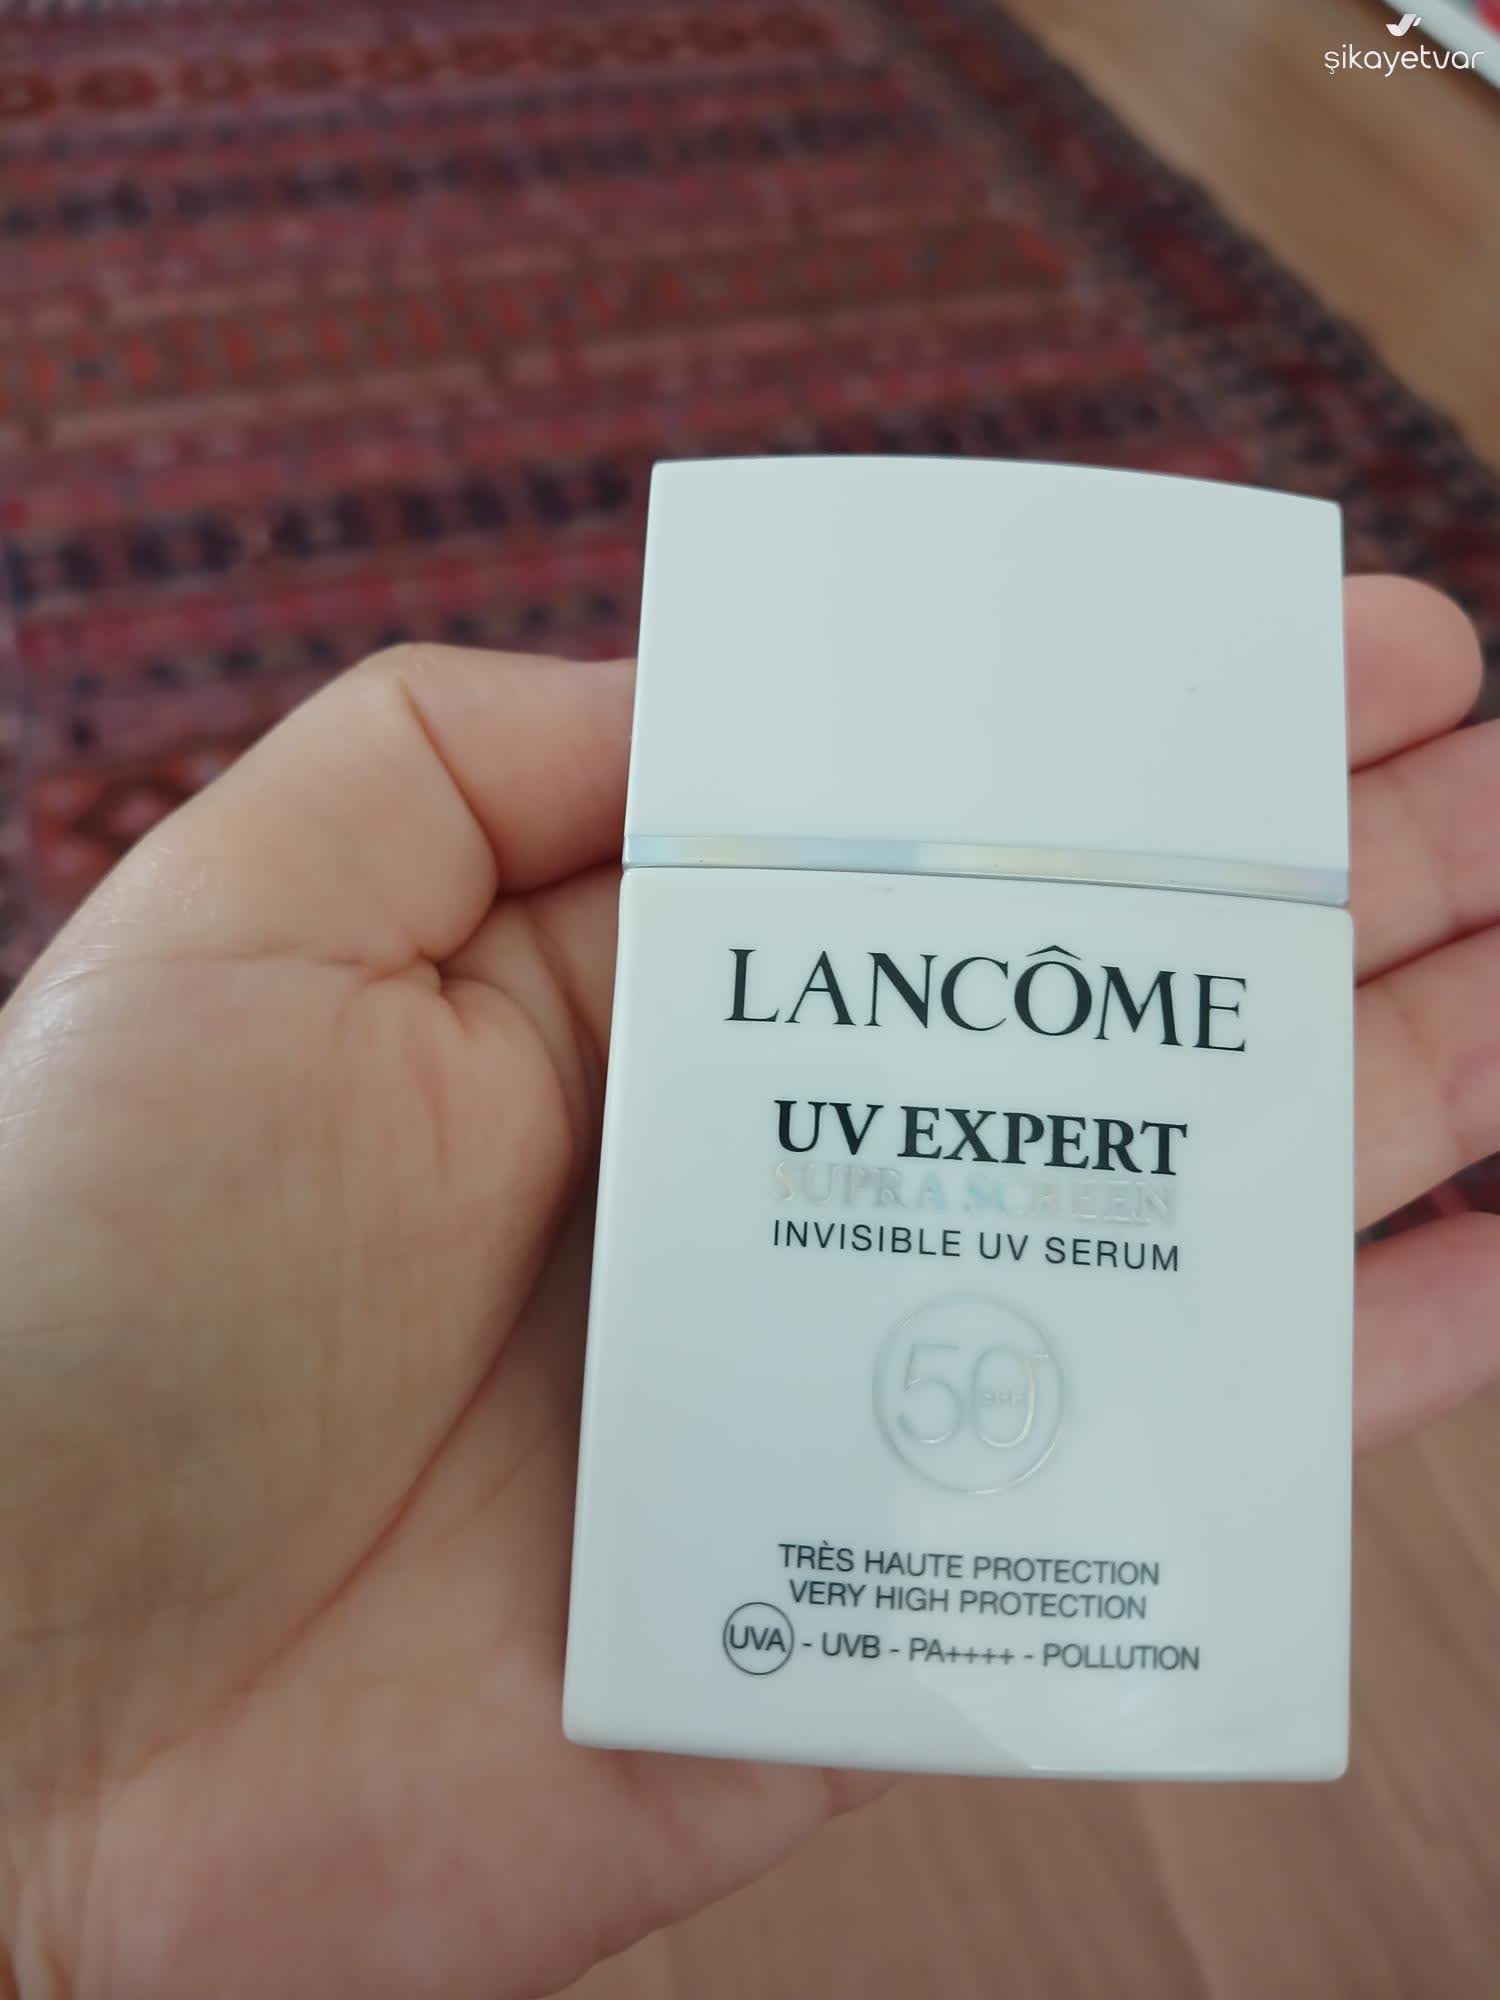 şikayetvar
LANCÔME
UV EXPERT
SUPRA SCREEN
INVISIBLE UV SERUM
50
SPF
TRÈS HAUTE PROTECTION
VERY HIGH PROTECTION
UVA - UVB - PA++++ - POLLUTION